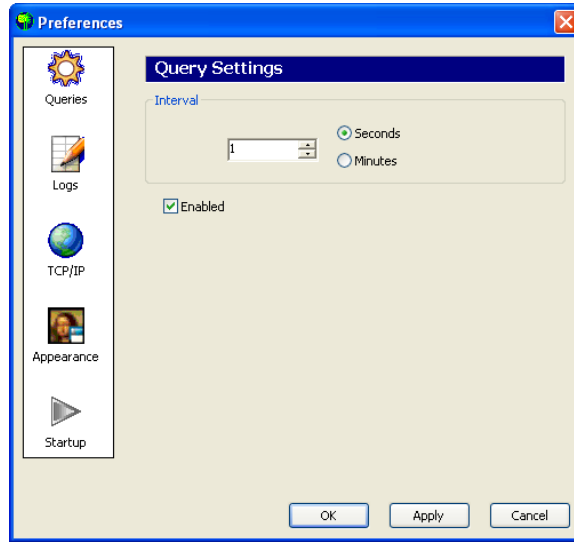 Preferences
Queries
Logs
TCP/IP
Appearance
Startup
Query Settings
Interval
1
Seconds
Minutes
Enabled
OK
Apply
Cancel